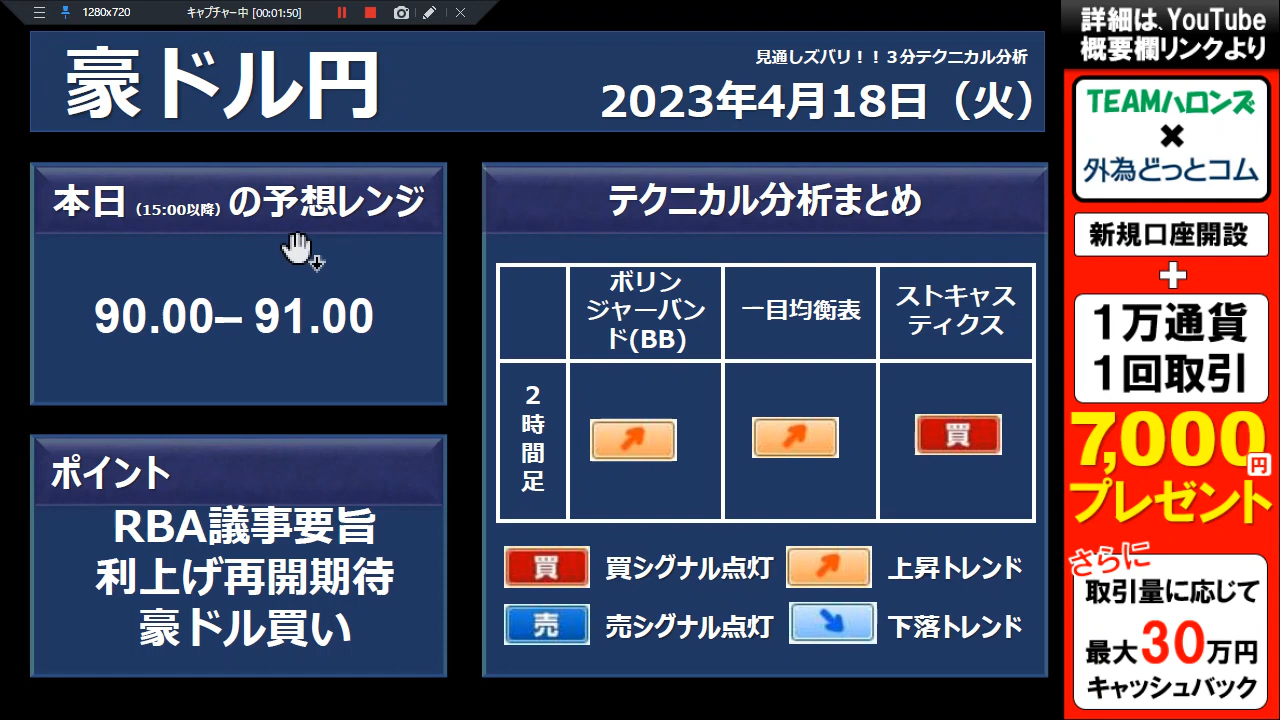 1280x720
キャプチャー中 [00:01:50]
豪ドル円
見通しズバリ！！３分テクニカル分析
2023年4月18日（火）
本日（15:00以降）の予想レンジ
90.00– 91.00
ポイント
RBA議事要旨
利上げ再開期待
豪ドル買い
テクニカル分析まとめ
ボリン
ジャーバン
ド(BB)
一目均衡表
ストキャス
ティクス
２
時
間
足
買
買
買シグナル点灯
上昇トレンド
売
売シグナル点灯
下落トレンド
詳細は、YouTube
概要欄リンクより
TEAMハロンズ
×
外為どっとコム
新規口座開設
＋
１万通貨
１回取引
7,000円
プレゼント
さらに
取引量に応じて
最大30万円
キャッシュバック